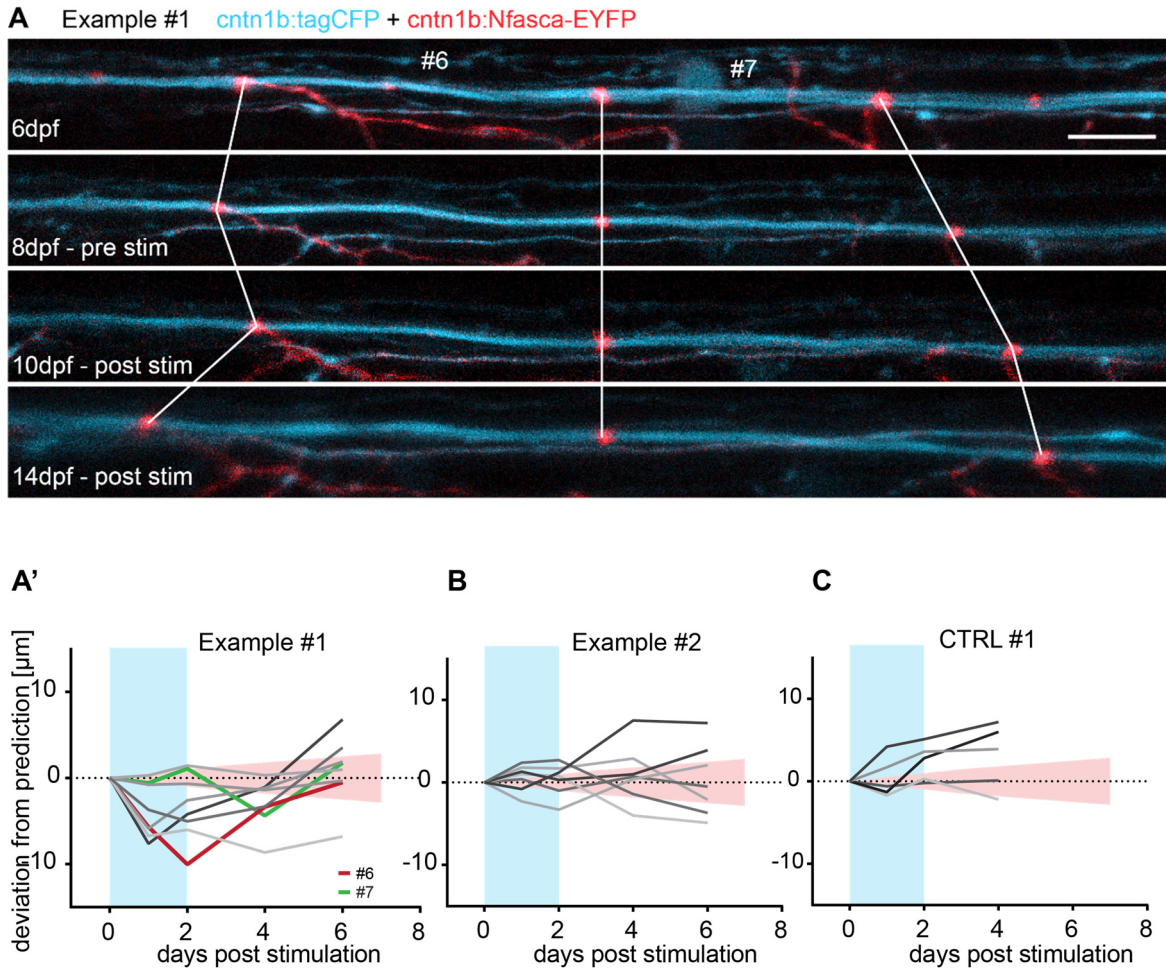 A Example #1 cntn1b:tagCFP + cntn1b:Nfasca-EYFP
#6 #7
6dpf
8dpf - pre stim
10dpf - post stim
14dpf - post stim
A' B C
Example #1 Example #2 CTRL #1
deviation from prediction [µm]
10 10 10
0 0 0
10 -10 -10
#6
#7
0 2 4 6 8 0 2 4 6 8 0 2 4 6 8
days post stimulation days post stimulation days post stimulation